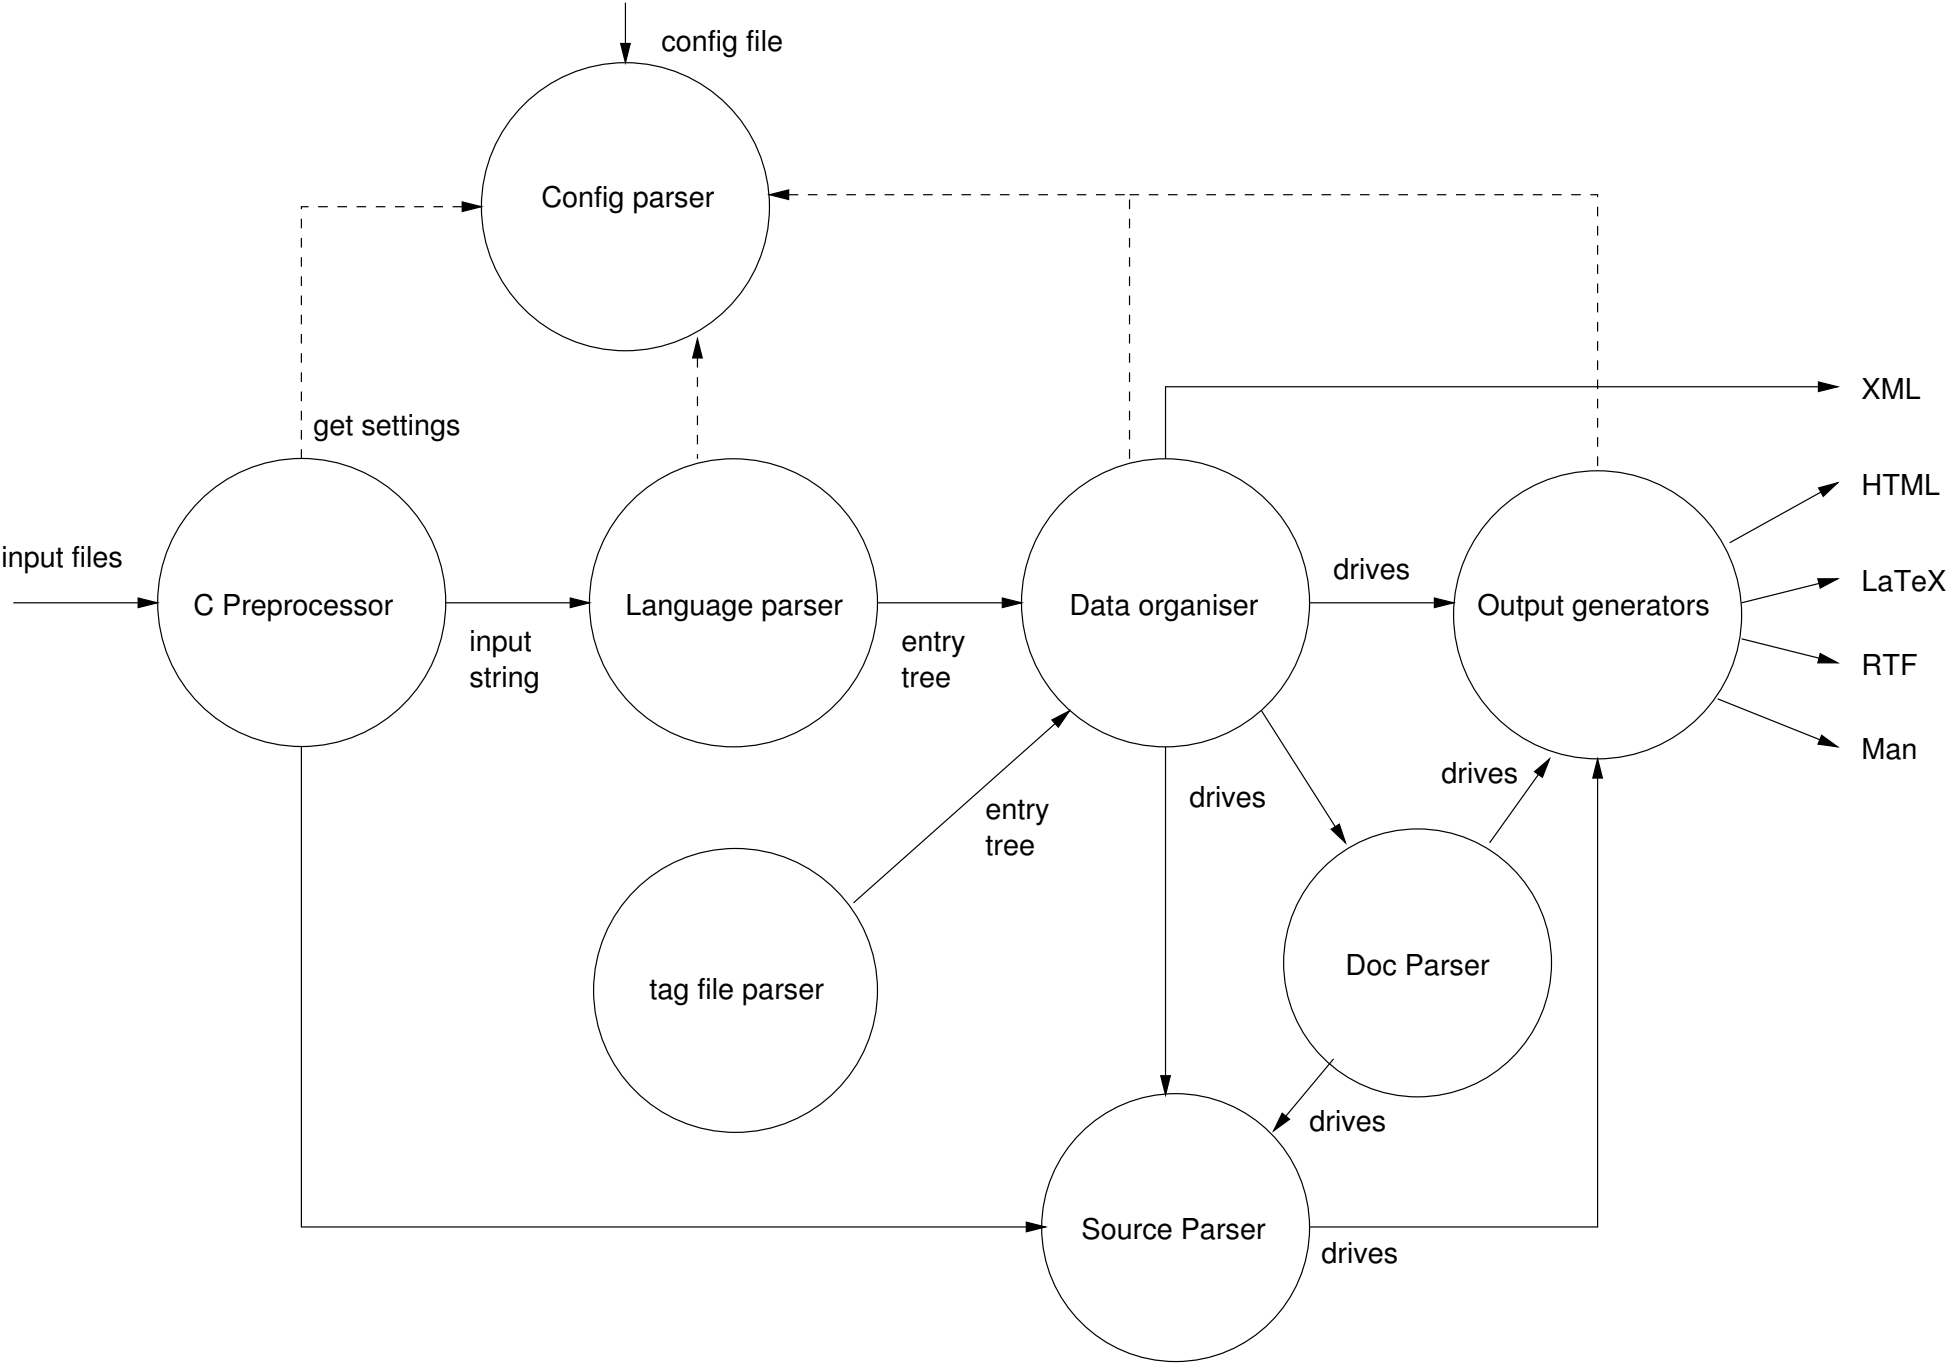 config file
Config parser
get settings
XML
HTML
input files
drives
LaTeX
C Preprocessor
Language parser
Data organiser
Output generators
input
string
entry
tree
RTF
Man
drives
drives
entry
tree
Doc Parser
tag file parser
drives
Source Parser
drives